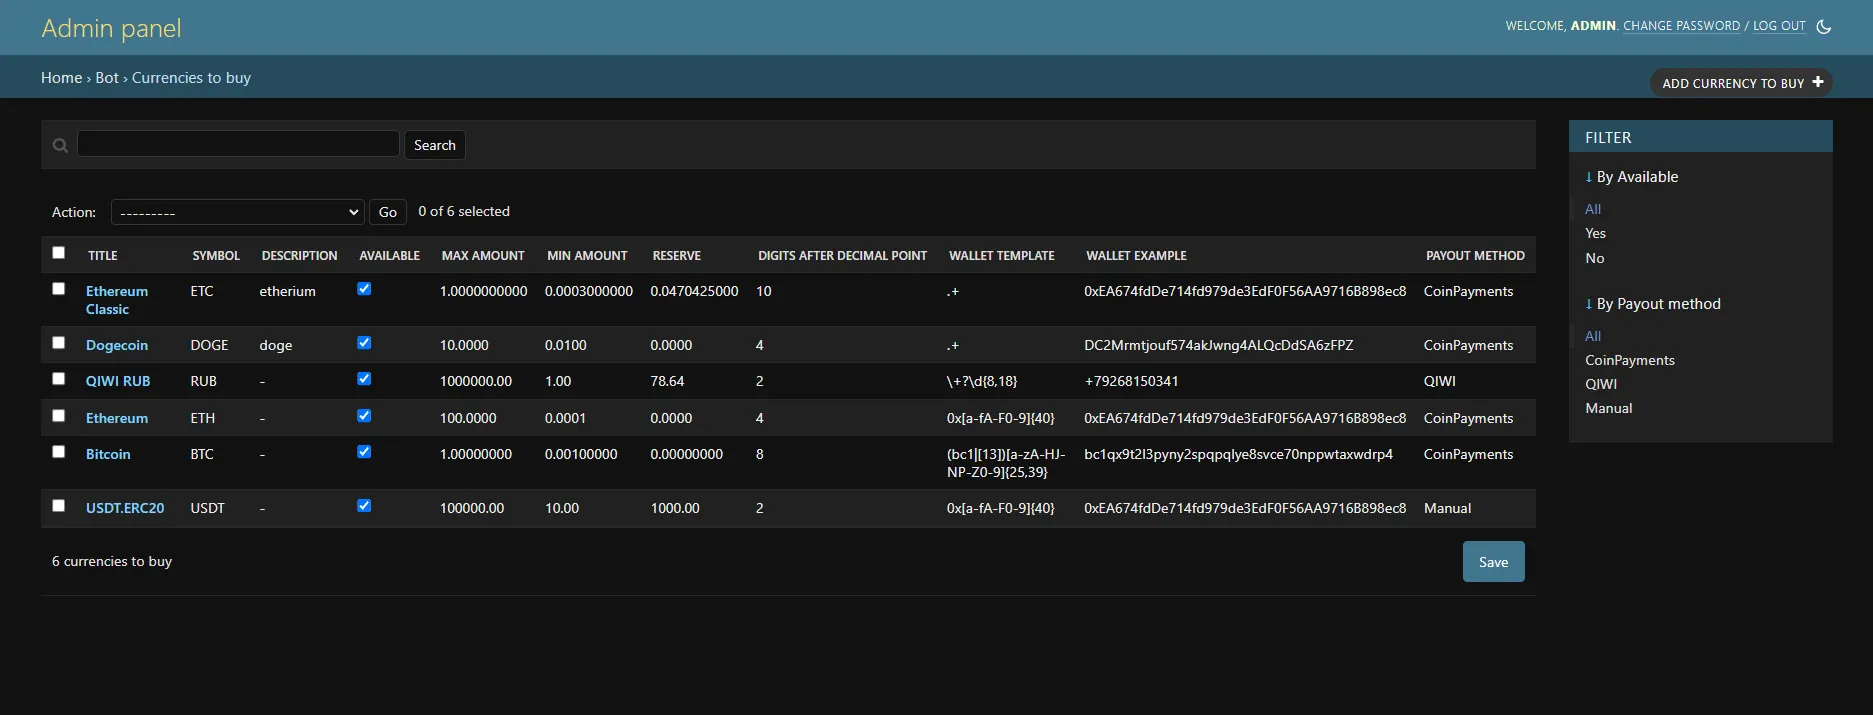 Admin panel
WELCOME, ADMIN. CHANGE PASSWORD / LOG OUT
Home › Bot › Currencies to buy
ADD CURRENCY TO BUY +
Search
Action: --------- Go 0 of 6 selected
TITLE SYMBOL DESCRIPTION AVAILABLE MAX AMOUNT MIN AMOUNT RESERVE DIGITS AFTER DECIMAL POINT WALLET TEMPLATE WALLET EXAMPLE PAYOUT METHOD
Ethereum Classic ETC etherium 1.0000000000 0.0003000000 0.0470425000 10 .+ 0xEA674fdDe714fd979de3EdF0F56AA9716B898ec8 CoinPayments
Dogecoin DOGE doge 10.0000 0.0100 0.0000 4 .+ DC2Mrmtjouf574akJwng4ALQcDdSA6zFPZ CoinPayments
QIWI RUB RUB - 1000000.00 1.00 78.64 2 \+?\d{8,18} +79268150341 QIWI
Ethereum ETH - 100.0000 0.0001 0.0000 4 0x[a-fA-F0-9]{40} 0xEA674fdDe714fd979de3EdF0F56AA9716B898ec8 CoinPayments
Bitcoin BTC - 1.00000000 0.00100000 0.00000000 8 (bc1|[13])[a-zA-HJ-NP-Z0-9]{25,39} bc1qx9t2l3pyny2spqpqlye8svce70nppwtaxwdrp4 CoinPayments
USDT.ERC20 USDT - 100000.00 10.00 1000.00 2 0x[a-fA-F0-9]{40} 0xEA674fdDe714fd979de3EdF0F56AA9716B898ec8 Manual
6 currencies to buy
Save
FILTER
↓ By Available
All
Yes
No
↓ By Payout method
All
CoinPayments
QIWI
Manual